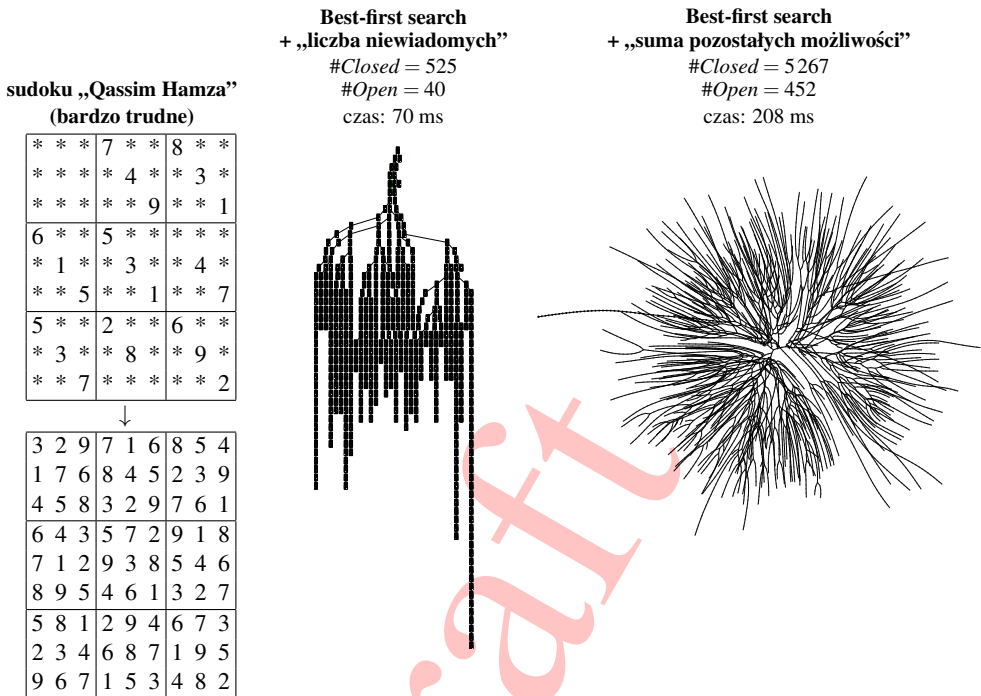 sudoku „Qassim Hamza”
(bardzo trudne)
* * * 7 * * 8 * *
* * * * 4 * * 3 *
* * * * * 9 * * 1
6 * * 5 * * * * *
* 1 * * 3 * * 4 *
* * 5 * * 1 * * 7
5 * * 2 * * 6 * *
* 3 * * 8 * * 9 *
* * 7 * * * * * 2
↓
3 2 9 7 1 6 8 5 4
1 7 6 8 4 5 2 3 9
4 5 8 3 2 9 7 6 1
6 4 3 5 7 2 9 1 8
7 1 2 9 3 8 5 4 6
8 9 5 4 6 1 3 2 7
5 8 1 2 9 4 6 7 3
2 3 4 6 8 7 1 9 5
9 6 7 1 5 3 4 8 2
Best-first search
+ „liczba niewiadomych”
#Closed = 525
#Open = 40
czas: 70 ms
Best-first search
+ „suma pozostałych możliwości”
#Closed = 5 267
#Open = 452
czas: 208 ms
raft